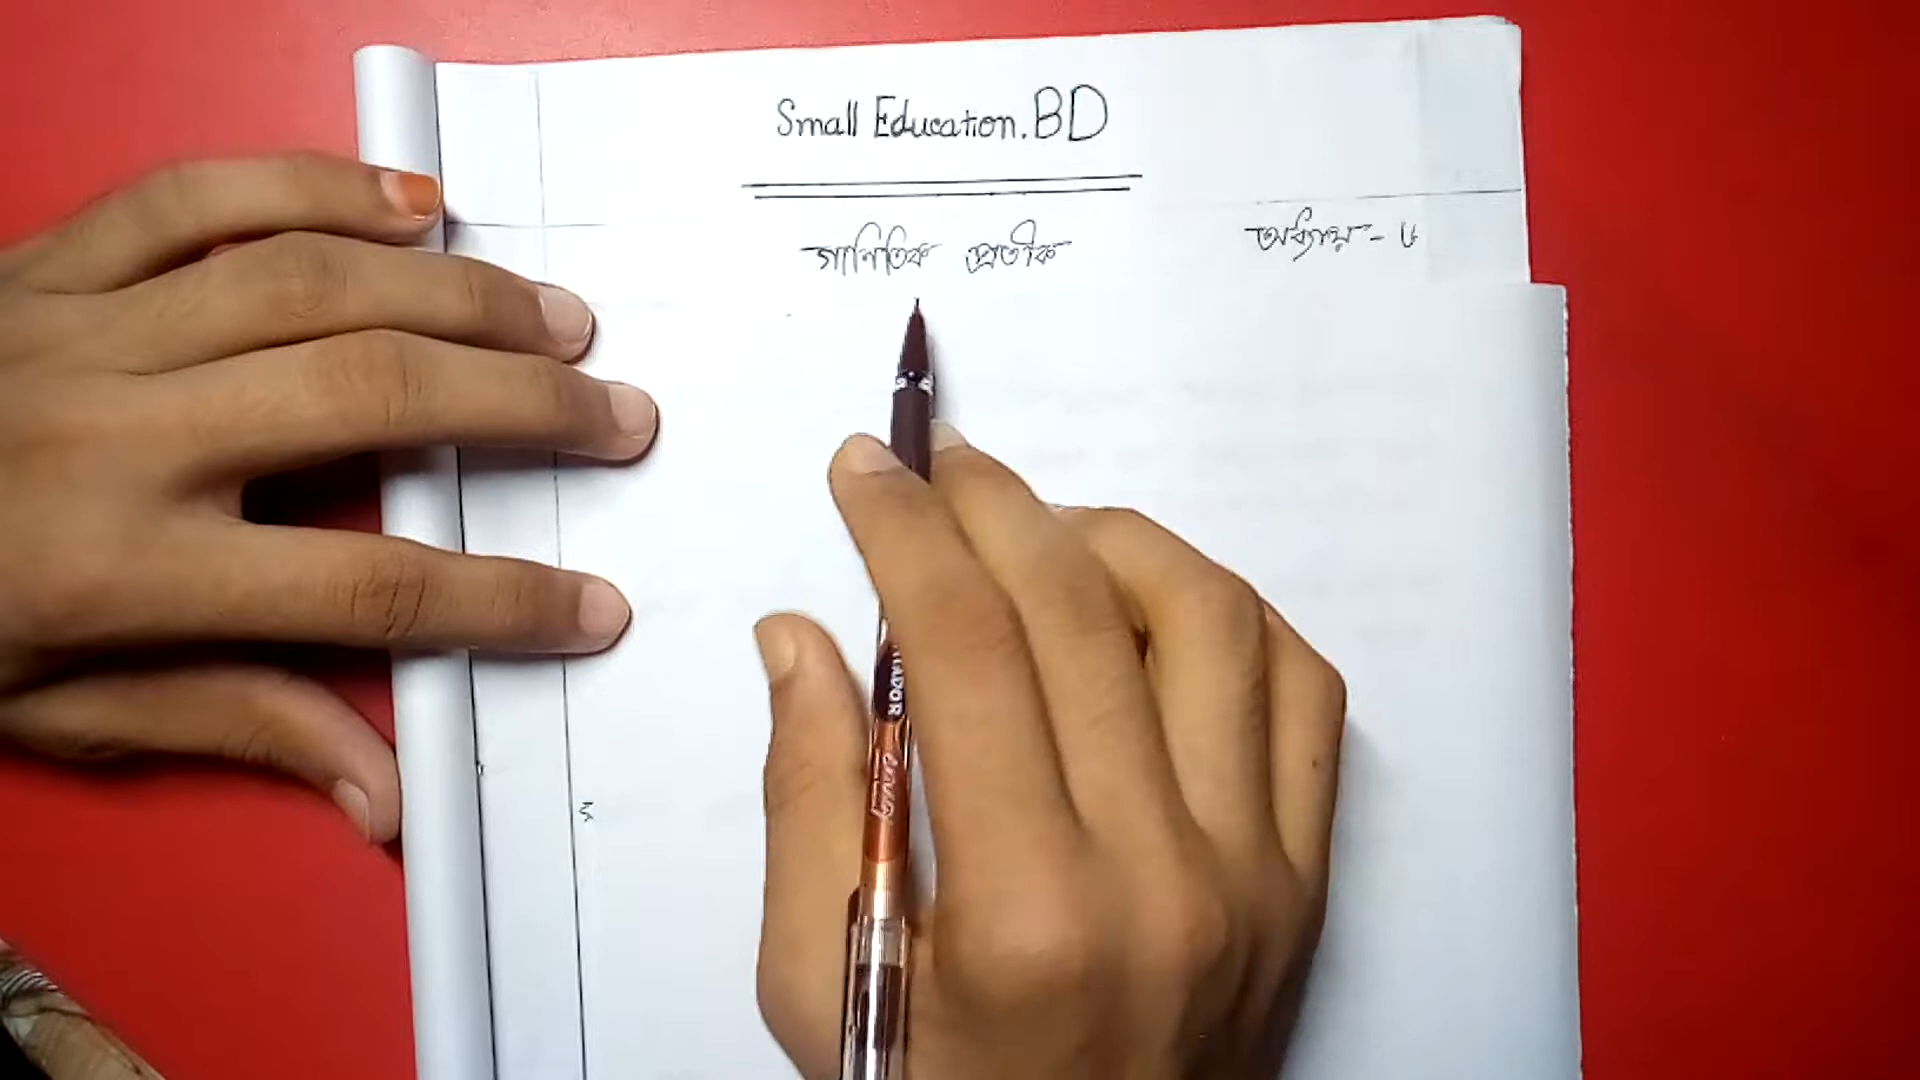 Small Education.BD
গাণিতিক প্রতীক
অধ্যায় - ৬